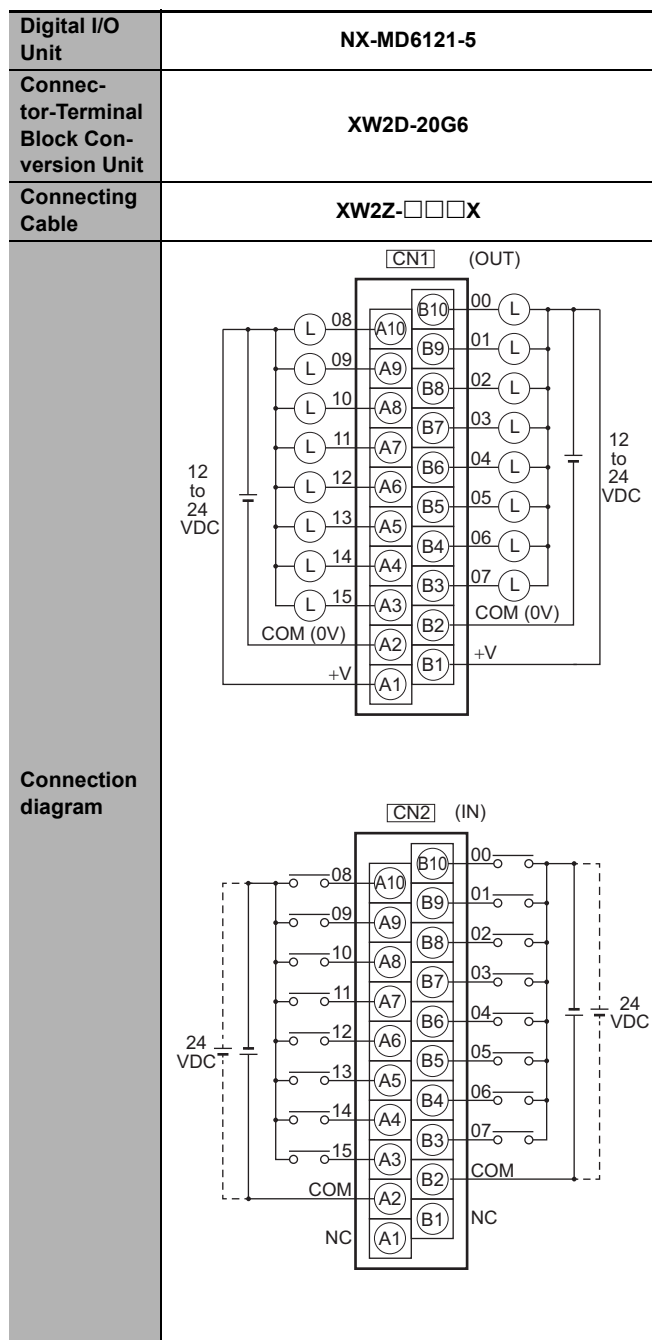 Digital I/O
Unit
NX-MD6121-5
Connec-
tor-Terminal
Block Con-
version Unit
XW2D-20G6
Connecting
Cable
XW2Z-□□□X
Connection
diagram
CN1 (OUT)
B10 00 L
L 08 A10
B9 01 L
L 09 A9
B8 02 L
L 10 A8
B7 03 L
L 11 A7
B6 04 L
L 12 A6
B5 05 L
L 13 A5
B4 06 L
L 14 A4
B3 07 L
L 15 A3
B2 COM (0V)
COM (0V) A2
B1 +V
+V A1
12
to
24
VDC
12
to
24
VDC
CN2 (IN)
B10 00
08 A10
B9 01
09 A9
B8 02
10 A8
B7 03
11 A7
B6 04
12 A6
B5 05
13 A5
B4 06
14 A4
B3 07
15 A3
B2 COM
COM A2
B1 NC
NC A1
24
VDC
24
VDC